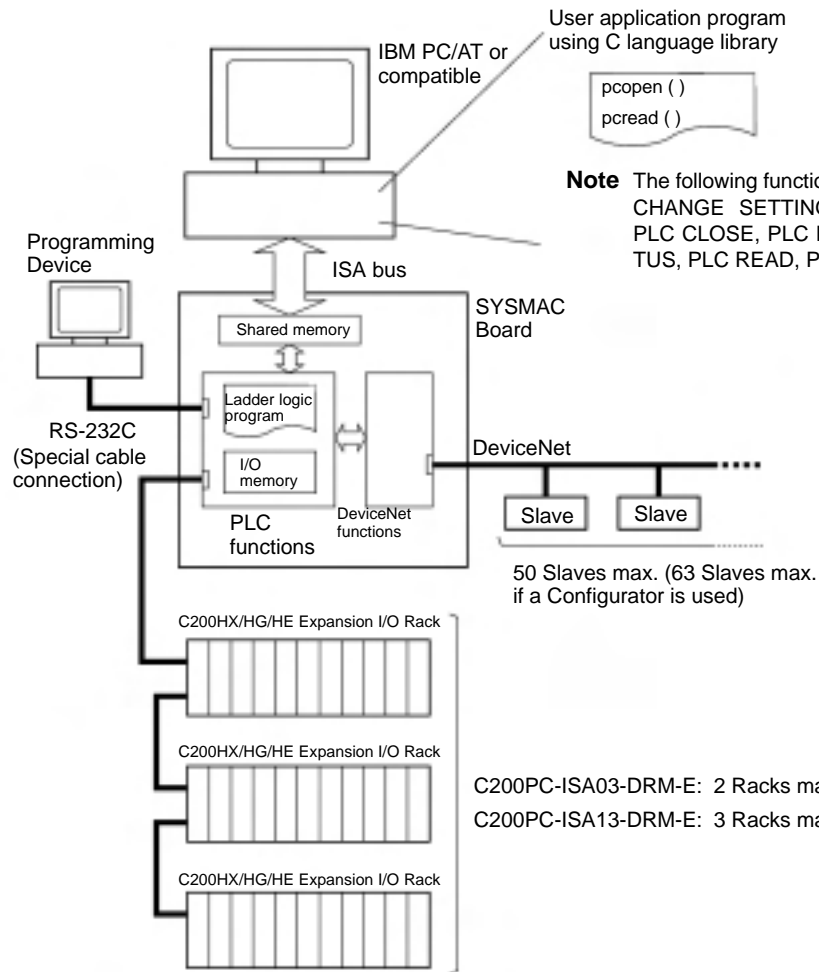 User application program
using C language library
IBM PC/AT or
compatible
pcopen ( )
pcread ( )
Note The following function
CHANGE SETTING
PLC CLOSE, PLC
TUS, PLC READ, P
Programming
Device
ISA bus
SYSMAC
Board
Shared memory
Ladder logic
program
RS-232C
(Special cable
connection)
I/O
memory
PLC
functions
DeviceNet
functions
DeviceNet
Slave
Slave
50 Slaves max. (63 Slaves max.
if a Configurator is used)
C200HX/HG/HE Expansion I/O Rack
C200HX/HG/HE Expansion I/O Rack
C200PC-ISA03-DRM-E: 2 Racks ma
C200PC-ISA13-DRM-E: 3 Racks ma
C200HX/HG/HE Expansion I/O Rack